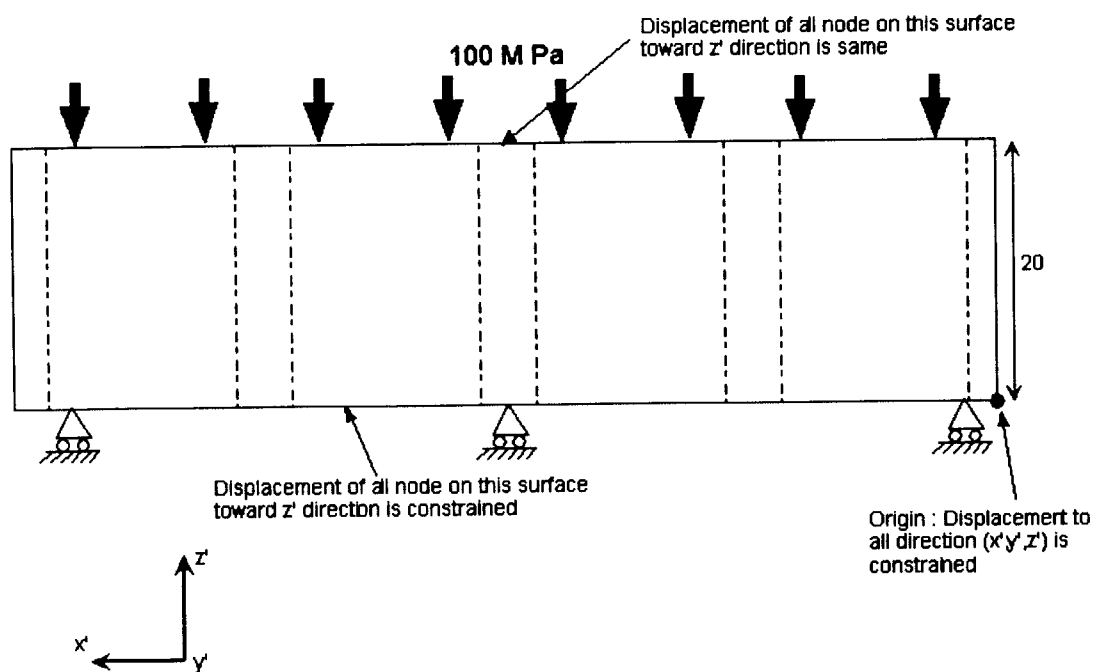 Displacement of all node on this surface
toward z' direction is same
100 M Pa
20
Displacement of all node on this surface
toward z' direction is constrained
Origin : Displacement to
all direction (x'y',z') is
constrained
z'
x'
y'